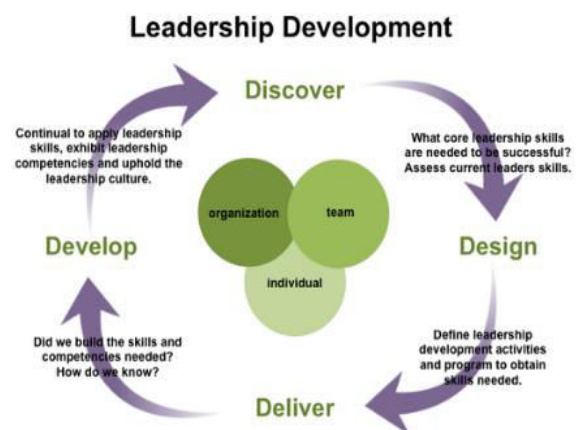 Leadership Development
Discover
What core leadership skills
are needed to be successful?
Assess current leaders skills.
Design
Define leadership
development activities
and program to obtain
skills needed.
Deliver
Did we build the skills and
competencies needed?
How do we know?
Develop
Continual to apply leadership
skills, exhibit leadership
competencies and uphold the
leadership culture.
organization
team
individual